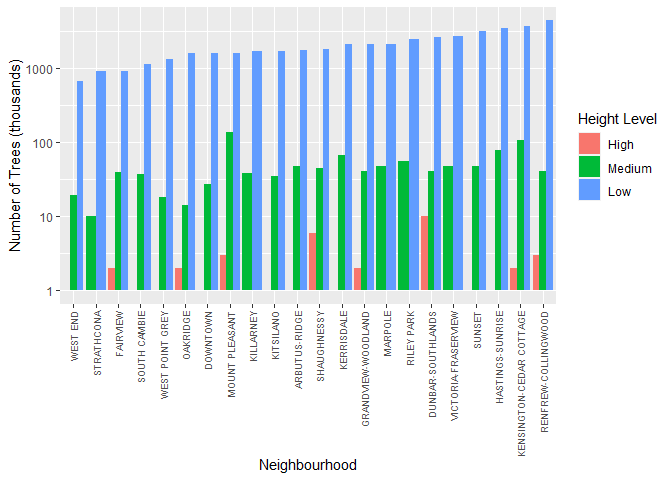 Number of Trees (thousands)
1000
100
10
1
WEST END
STRATHCONA
FAIRVIEW
SOUTH CAMBIE
WEST POINT GREY
OAKRIDGE
DOWNTOWN
MOUNT PLEASANT
KILLARNEY
KITSILANO
ARBUTUS-RIDGE
SHAUGHNESSY
KERRISDALE
GRANDVIEW-WOODLAND
MARPOLE
RILEY PARK
DUNBAR-SOUTHLANDS
VICTORIA-FRASERVIEW
SUNSET
HASTINGS-SUNRISE
KENSINGTON-CEDAR COTTAGE
RENFREW-COLLINGWOOD
Neighbourhood
Height Level
High
Medium
Low